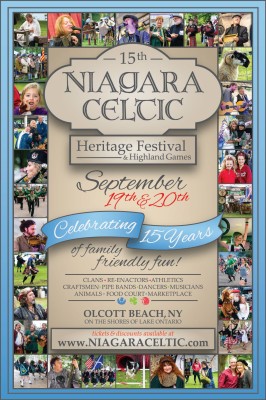 15th
NIAGARA
CELTIC
Heritage Festival
& Highland Games
September
19th & 20th
Celebrating
15 Years
of family
friendly fun!
CLANS · RE-ENACTORS · ATHLETICS
CRAFTSMEN · PIPE BANDS · DANCERS · MUSICIANS
ANIMALS · FOOD COURT · MARKETPLACE
OLCOTT BEACH, NY
ON THE SHORES OF LAKE ONTARIO
tickets & discounts available at
www.NIAGARACELTIC.com